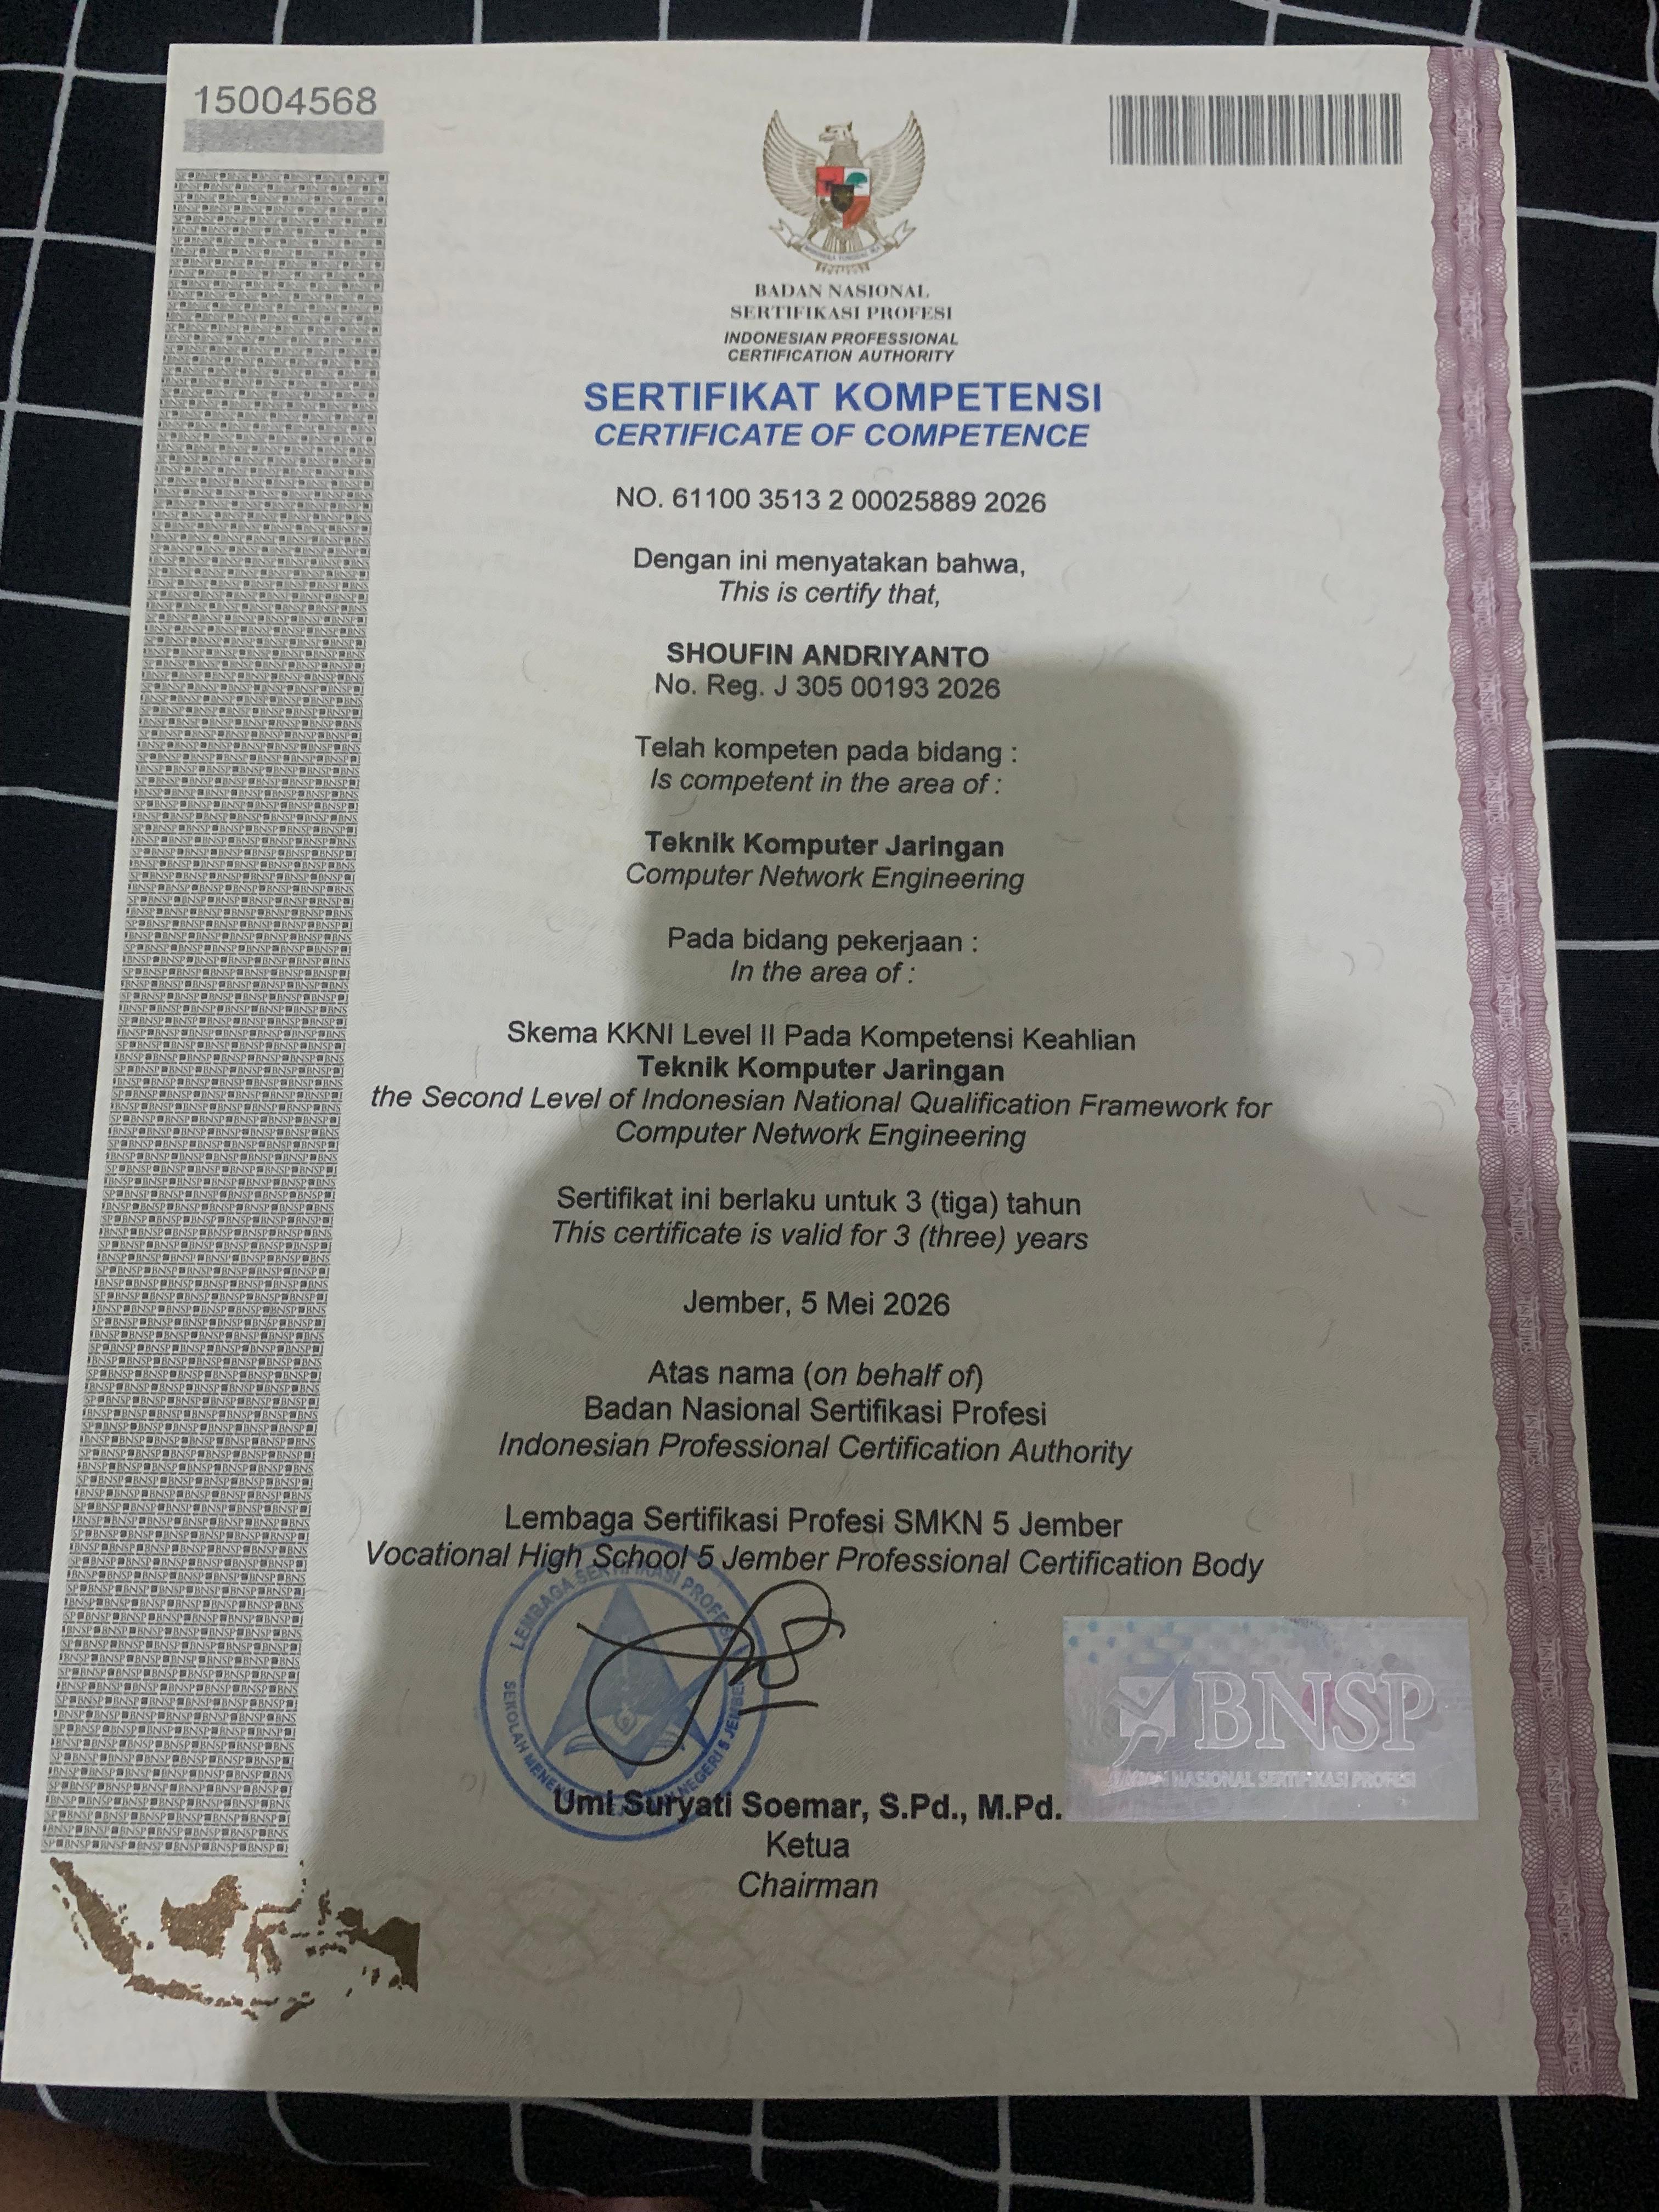 15004568
BADAN NASIONAL
SERTIFIKASI PROFESI
INDONESIAN PROFESSIONAL
CERTIFICATION AUTHORITY
SERTIFIKAT KOMPETENSI
CERTIFICATE OF COMPETENCE
NO. 61100 3513 2 00025889 2026
Dengan ini menyatakan bahwa,
This is certify that,
SHOUFIN ANDRIYANTO
No. Reg. J 305 00193 2026
Telah kompeten pada bidang :
Is competent in the area of :
Teknik Komputer Jaringan
Computer Network Engineering
Pada bidang pekerjaan :
In the area of :
Skema KKNI Level II Pada Kompetensi Keahlian
Teknik Komputer Jaringan
the Second Level of Indonesian National Qualification Framework for
Computer Network Engineering
Sertifikat ini berlaku untuk 3 (tiga) tahun
This certificate is valid for 3 (three) years
Jember, 5 Mei 2026
Atas nama (on behalf of)
Badan Nasional Sertifikasi Profesi
Indonesian Professional Certification Authority
Lembaga Sertifikasi Profesi SMKN 5 Jember
Vocational High School 5 Jember Professional Certification Body
LEMBAGA SERTIFIKASI PROFESI
SEKOLAH NEGERI 5 JEMBER
BNSP
BADAN NASIONAL SERTIFIKASI PROFESI
Umi Suryati Soemar, S.Pd., M.Pd.
Ketua
Chairman